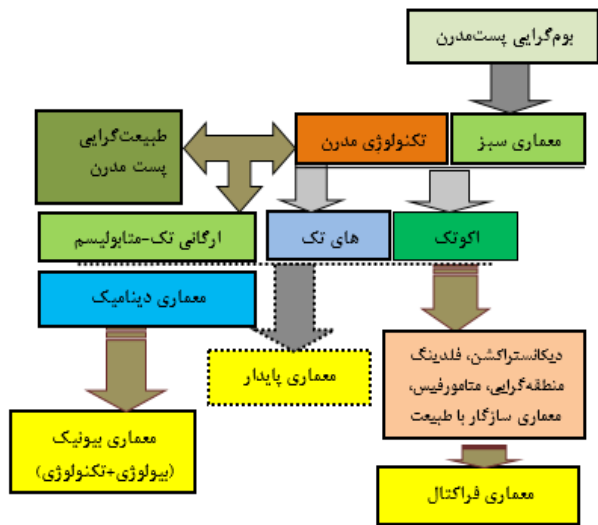 بوم‌گرایی پست‌مدرن
معماری سبز
تکنولوژی مدرن
طبیعت‌گرایی
پست مدرن
اکوتک
های تک
ارگانی تک-متابولیسم
معماری دینامیک
دیکانستراکشن، فلدینگ
منطقه‌گرایی، متامورفیس،
معماری سازگار با طبیعت
معماری پایدار
معماری بیونیک
(بیولوژی+تکنولوژی)
معماری فراکتال